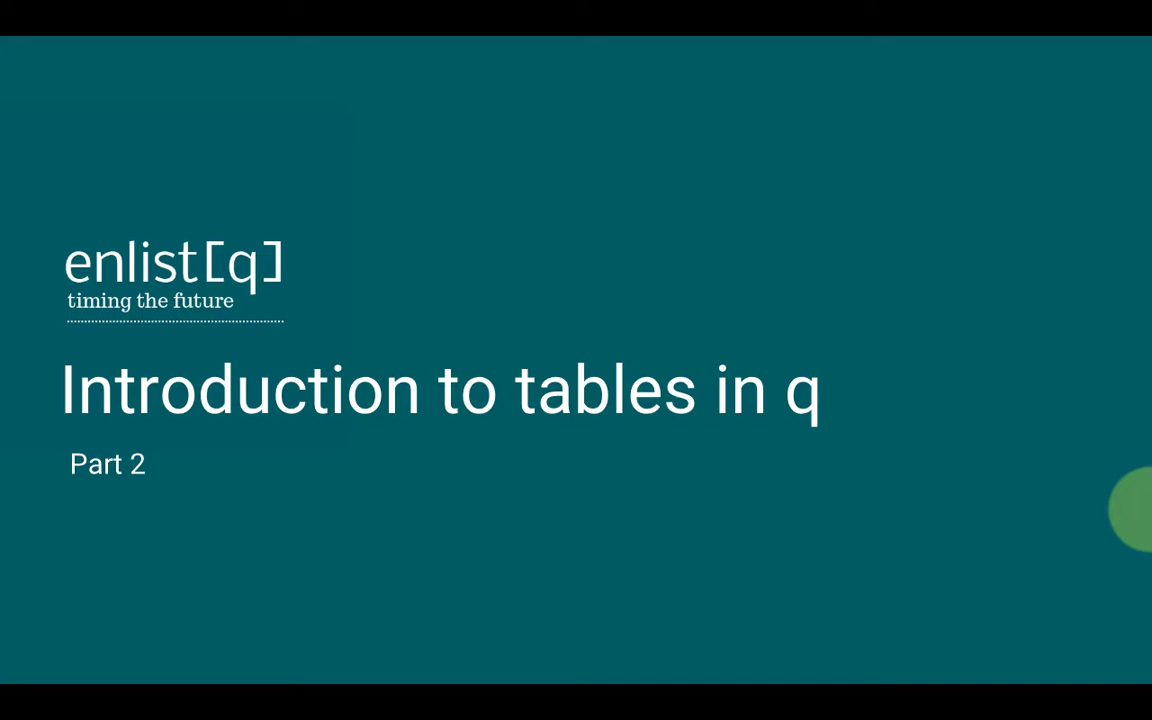 enlist[q]
timing the future
Introduction to tables in q
Part 2